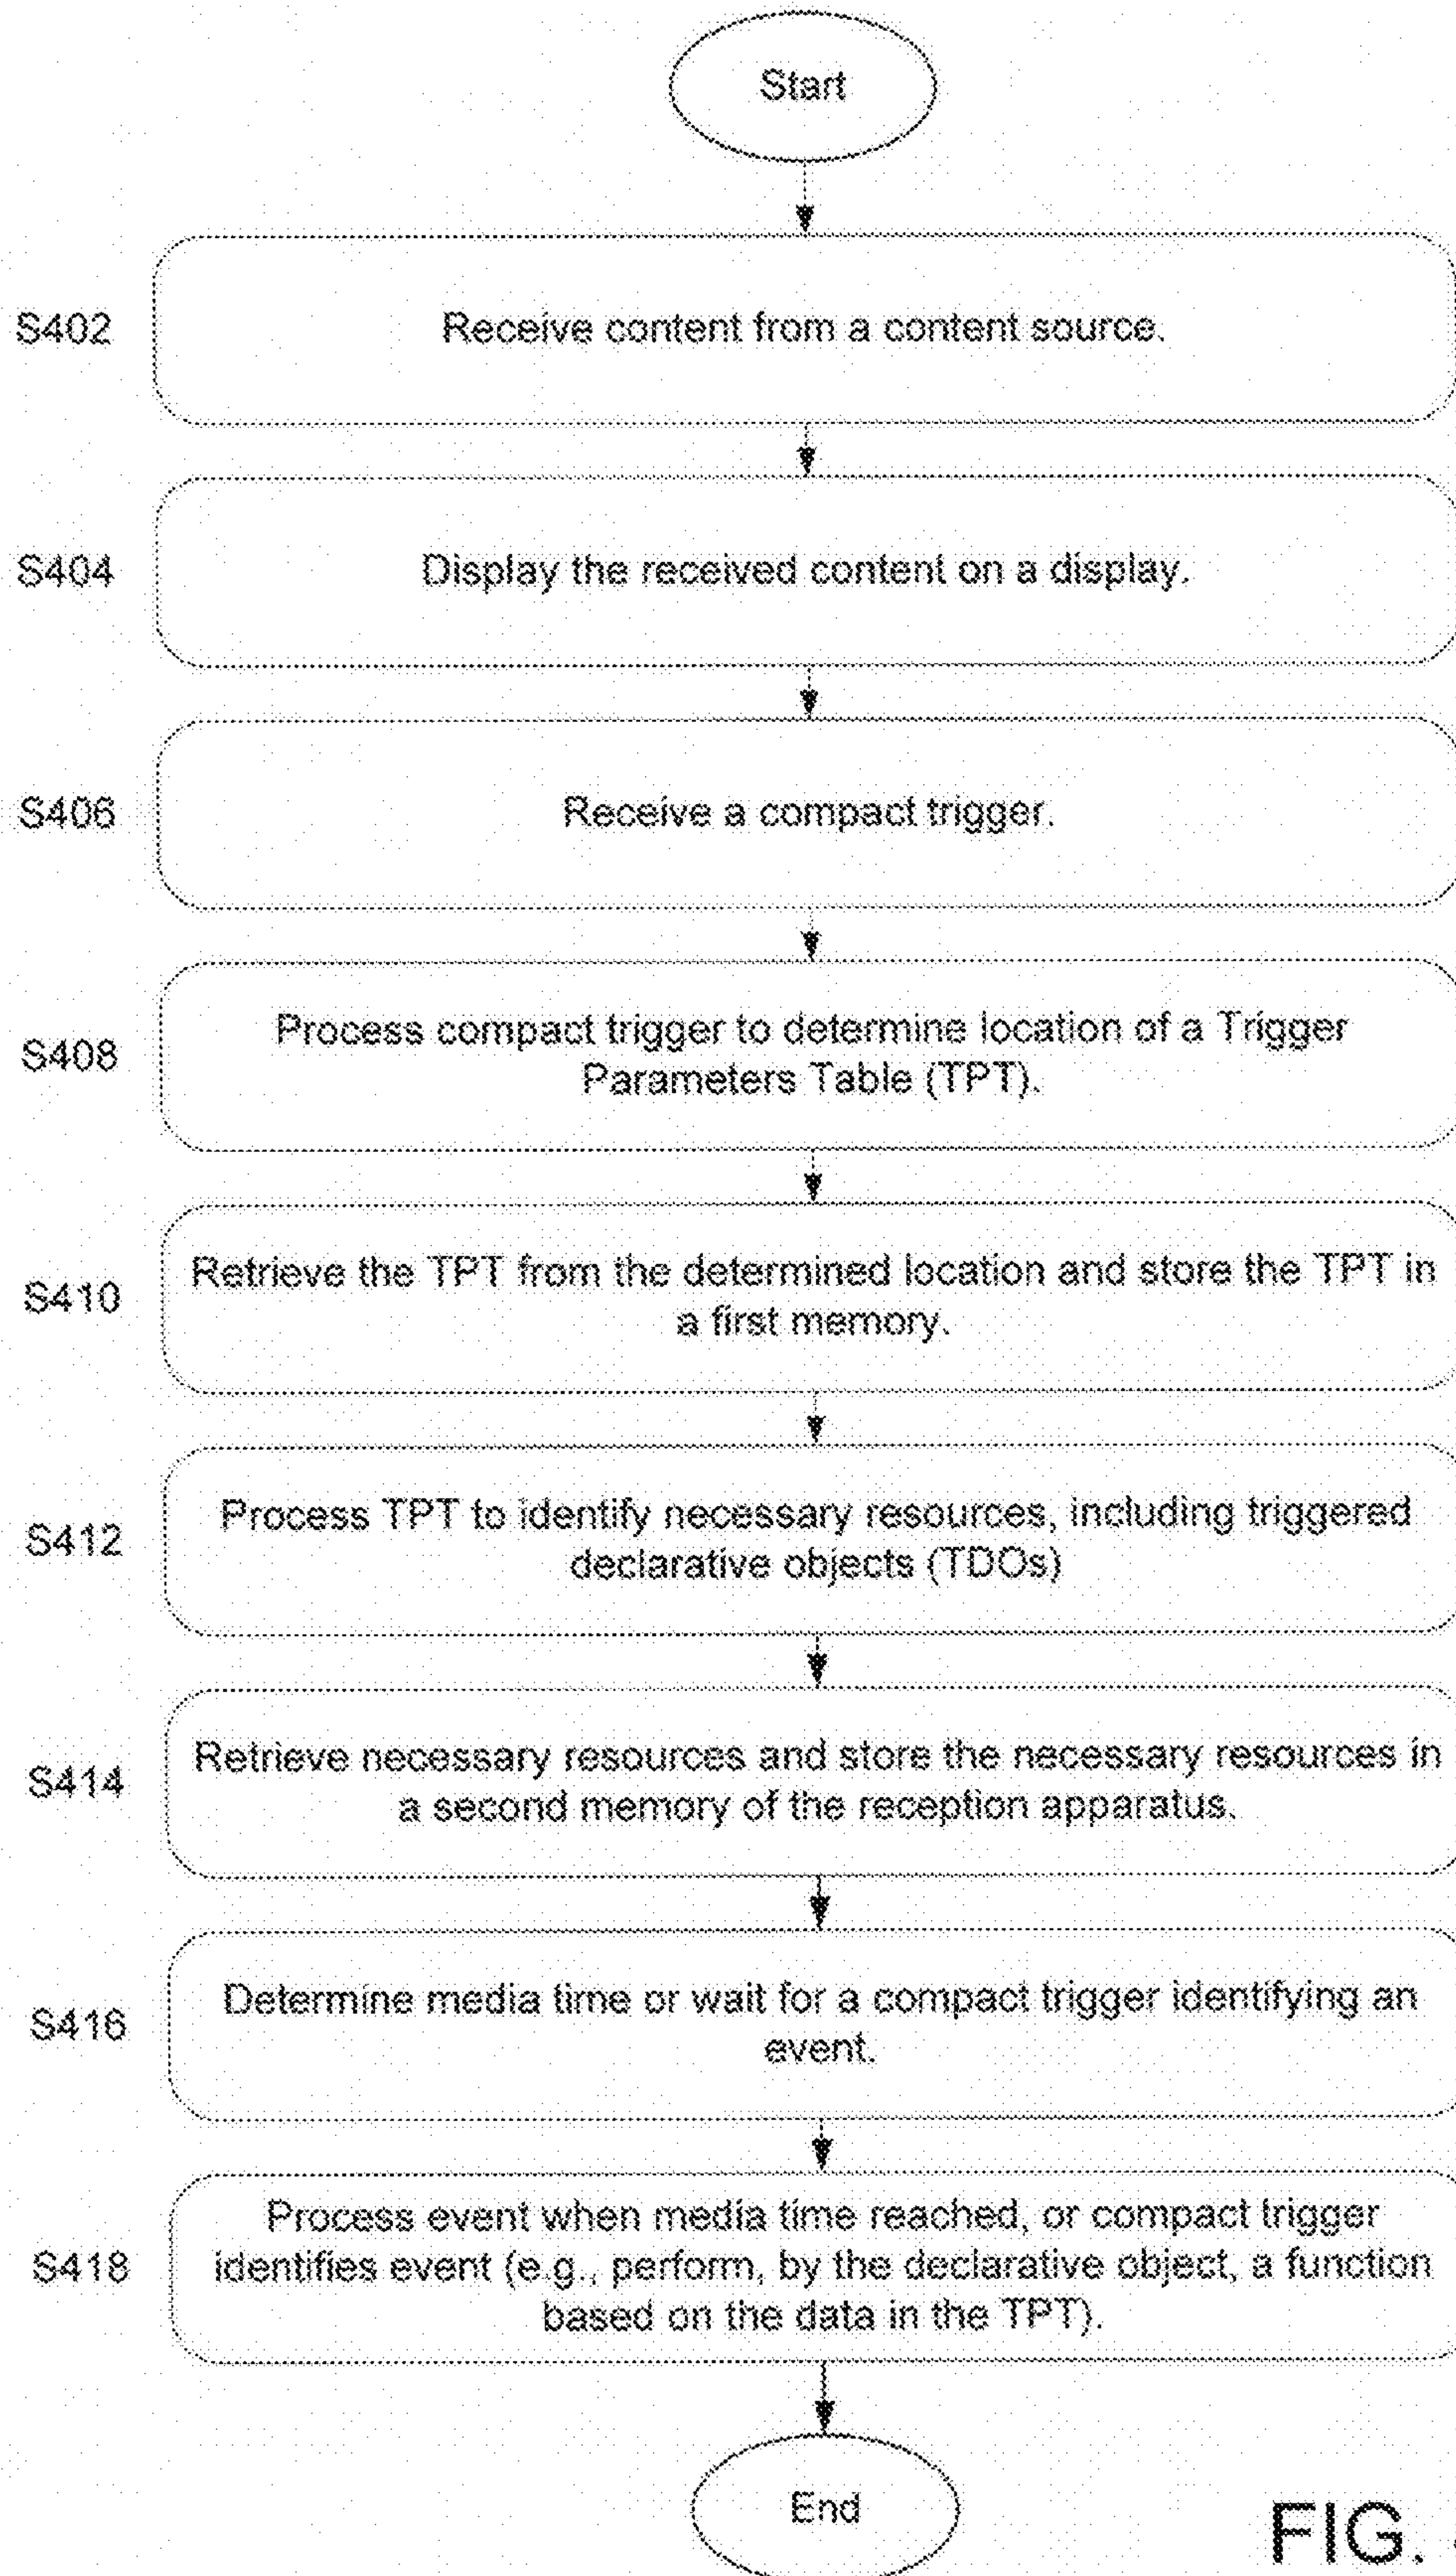 Start
S402
Receive content from a content source.
S404
Display the received content on a display.
S406
Receive a compact trigger.
S408
Process compact trigger to determine location of a Trigger
Parameters Table (TPT).
S410
Retrieve the TPT from the determined location and store the TPT in
a first memory.
S412
Process TPT to identify necessary resources, including triggered
declarative objects (TDOs)
S414
Retrieve necessary resources and store the necessary resources in
a second memory of the reception apparatus.
S416
Determine media time or wait for a compact trigger identifying an
event.
S418
Process event when media time reached, or compact trigger
identifies event (e.g., perform, by the declarative object, a function
based on the data in the TPT).
End
FIG.